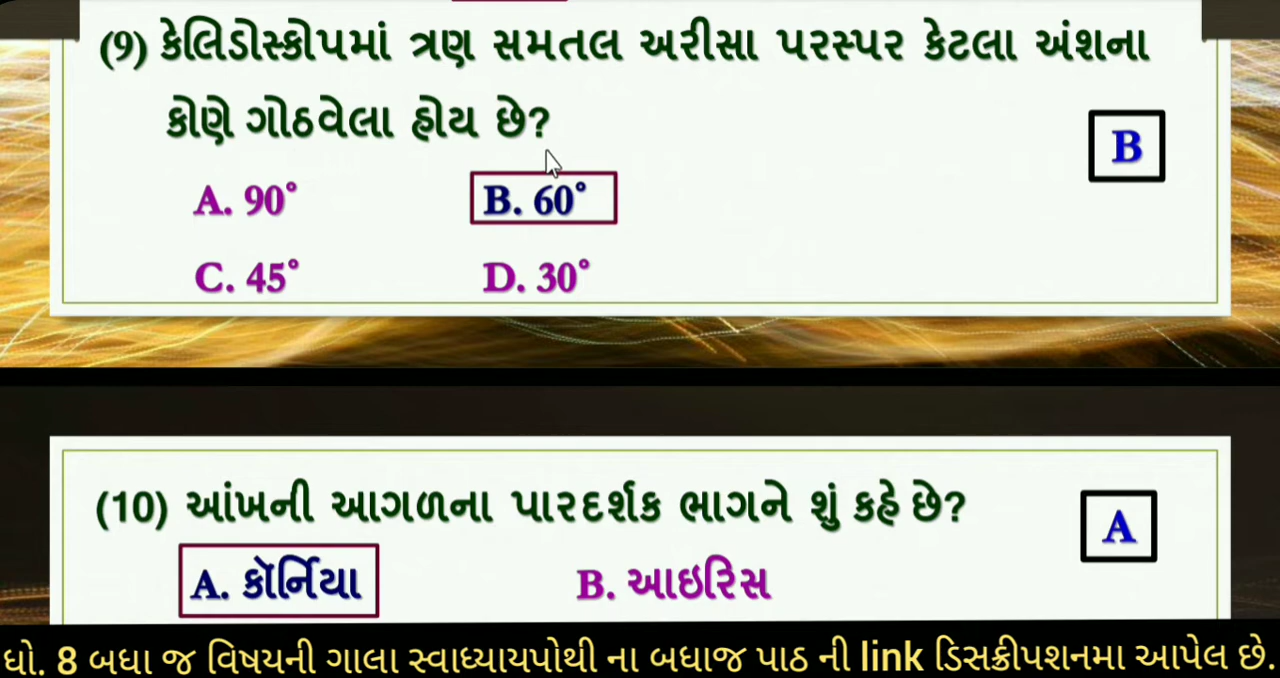 (9) કેલિડોસ્કોપમાં ત્રણ સમતલ અરીસા પરસ્પર કેટલા અંશના
કોણે ગોઠવેલા હોય છે?
B
A. 90° B. 60°
C. 45° D. 30°
(10) આંખની આગળના પારદર્શક ભાગને શું કહે છે?
A
A. કૉર્નિયા B. આઇરિસ
ધો. 8 બધા જ વિષયની ગાલા સ્વાધ્યાયપોથી ના બધાજ પાઠ ની link ડિસક્રીપશનમા આપેલ છે.